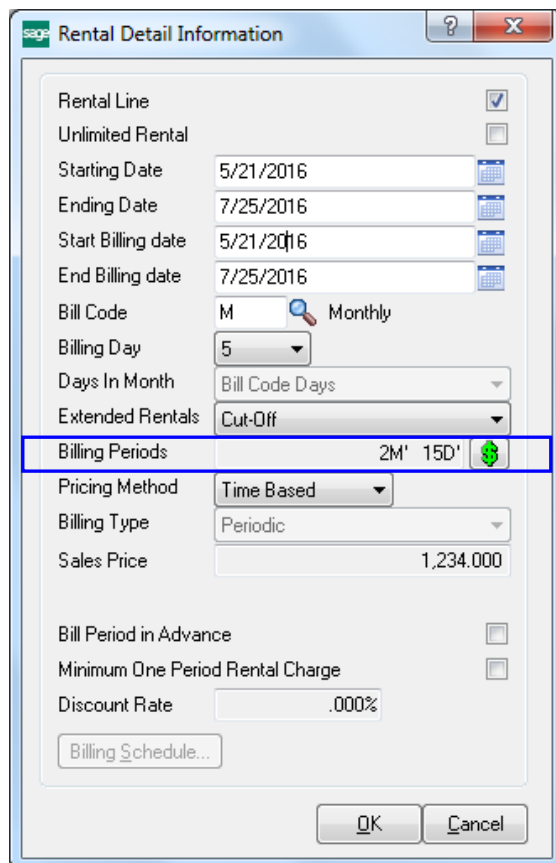 sage Rental Detail Information
Rental Line
Unlimited Rental
Starting Date 5/21/2016
Ending Date 7/25/2016
Start Billing date 5/21/2016
End Billing date 7/25/2016
Bill Code M Monthly
Billing Day 5
Days In Month Bill Code Days
Extended Rentals Cut-Off
Billing Periods 2M' 15D' $
Pricing Method Time Based
Billing Type Periodic
Sales Price 1,234.000
Bill Period in Advance
Minimum One Period Rental Charge
Discount Rate .000%
Billing Schedule...
OK Cancel